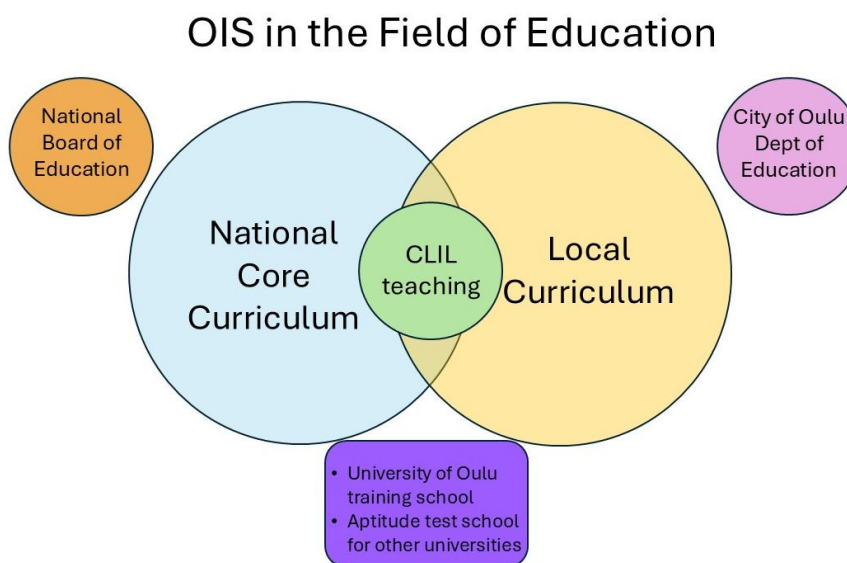 OIS in the Field of Education
National
Board of
Education
City of Oulu
Dept of
Education
National
Core
Curriculum
CLIL
teaching
Local
Curriculum
• University of Oulu
training school
• Aptitude test school
for other universities